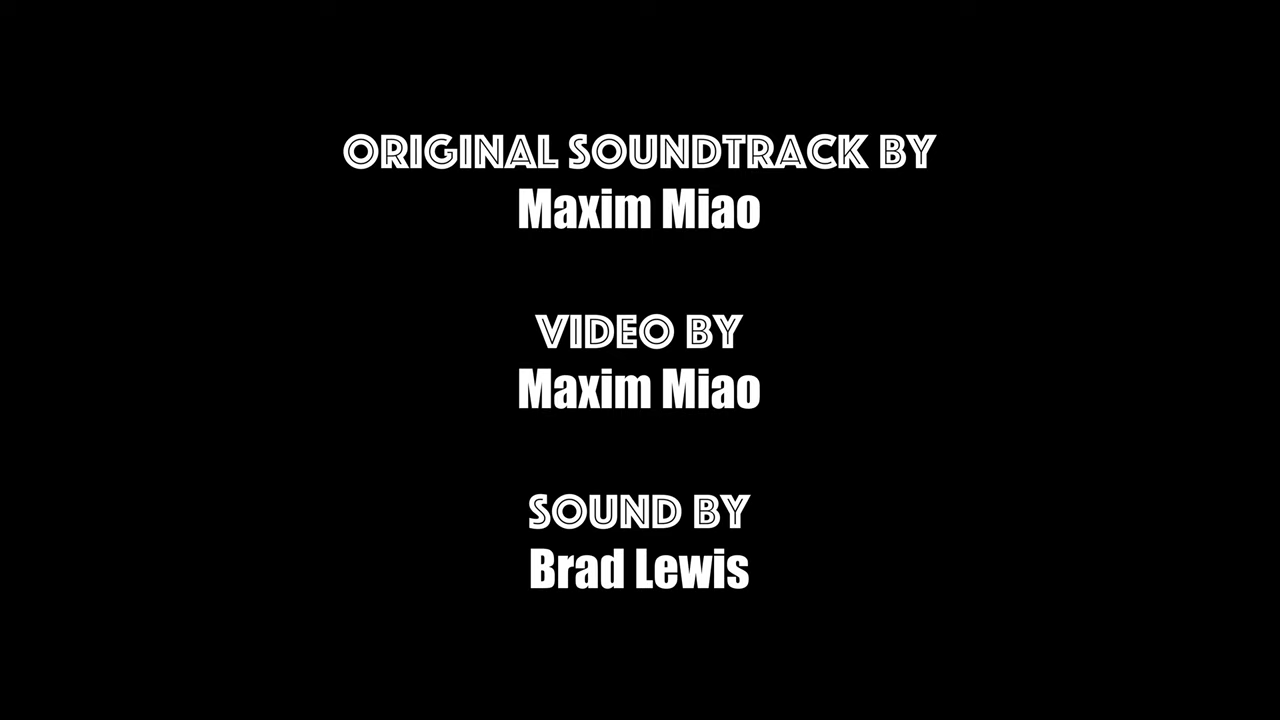 ORIGINAL SOUNDTRACK BY
Maxim Miao
VIDEO BY
Maxim Miao
SOUND BY
Brad Lewis